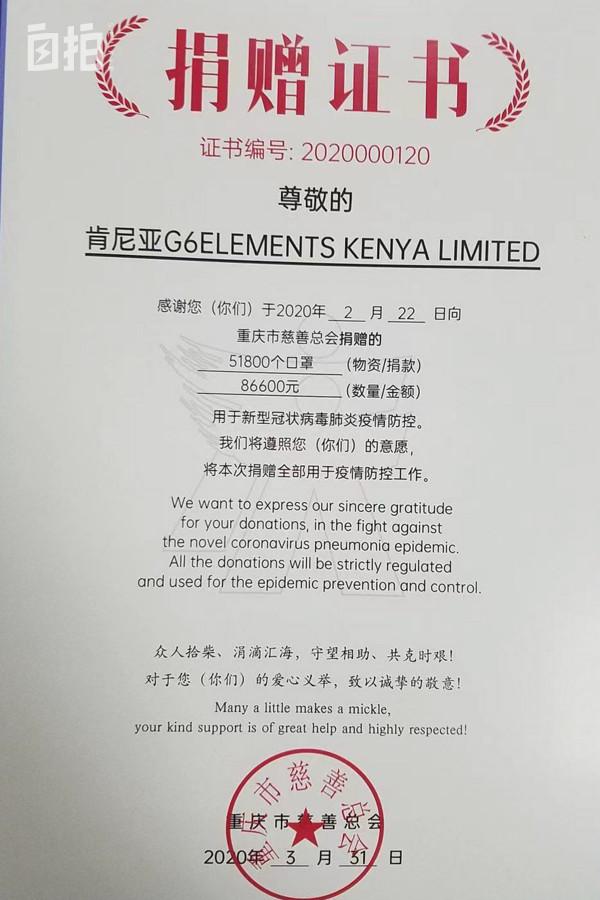 自拍
捐赠证书
证书编号: 2020000120
尊敬的
肯尼亚G6ELEMENTS KENYA LIMITED
感谢您（你们）于2020年 2 月 22 日向
重庆市慈善总会捐赠的
51800个口罩 (物资/捐款)
86600元 (数量/金额)
用于新型冠状病毒肺炎疫情防控。
我们将遵照您（你们）的意愿，
将本次捐赠全部用于疫情防控工作。
We want to express our sincere gratitude
for your donations, in the fight against
the novel coronavirus pneumonia epidemic.
All the donations will be strictly regulated
and used for the epidemic prevention and control.
众人拾柴、涓滴汇海，守望相助、共克时艰！
对于您（你们）的爱心义举，致以诚挚的敬意！
Many a little makes a mickle,
your kind support is of great help and highly respected!
重庆市慈善总会
重庆市慈善总会
2020年 3 月 31 日